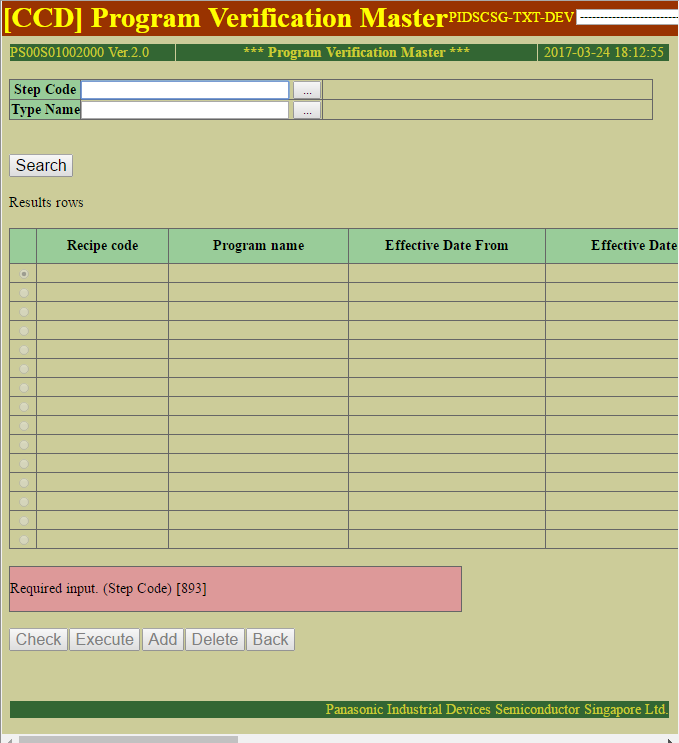 [CCD] Program Verification Master PIDSCSG-TXT-DEV
PS00S01002000 Ver.2.0 *** Program Verification Master *** 2017-03-24 18:12:55
Step Code ...
Type Name ...
Search
Results rows
Recipe code Program name Effective Date From Effective Date
Required input. (Step Code) [893]
Check Execute Add Delete Back
Panasonic Industrial Devices Semiconductor Singapore Ltd.